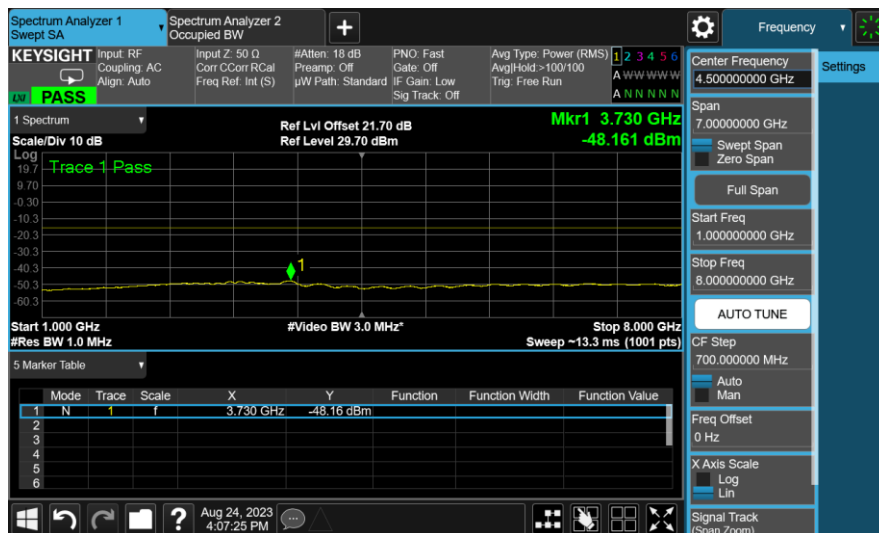 Spectrum Analyzer 1
Swept SA
Spectrum Analyzer 2
Occupied BW
+
Frequency
KEYSIGHT
LXI
PASS
Input: RF
Coupling: AC
Align: Auto
Input Z: 50 Ω
Corr CCorr RCal
Freq Ref: Int (S)
#Atten: 18 dB
Preamp: Off
µW Path: Standard
PNO: Fast
Gate: Off
IF Gain: Low
Sig Track: Off
Avg Type: Power (RMS)
Avg|Hold:>100/100
Trig: Free Run
1 2 3 4 5 6
A W W W W W
A N N N N N
1 Spectrum
Scale/Div 10 dB
Ref Lvl Offset 21.70 dB
Ref Level 29.70 dBm
Mkr1 3.730 GHz
-48.161 dBm
Log
Trace 1 Pass
19.7
9.70
-0.30
-10.3
-20.3
-30.3
-40.3
-50.3
-60.3
1
Start 1.000 GHz
#Res BW 1.0 MHz
#Video BW 3.0 MHz*
Stop 8.000 GHz
Sweep ~13.3 ms (1001 pts)
5 Marker Table
Mode Trace Scale X Y Function Function Width Function Value
1 N 1 f 3.730 GHz -48.16 dBm
2
3
4
5
6
Aug 24, 2023
4:07:25 PM
?
Center Frequency
4.500000000 GHz
Settings
Span
7.00000000 GHz
Swept Span
Zero Span
Full Span
Start Freq
1.000000000 GHz
Stop Freq
8.000000000 GHz
AUTO TUNE
CF Step
700.000000 MHz
Auto
Man
Freq Offset
0 Hz
X Axis Scale
Log
Lin
Signal Track
(Span Zoom)